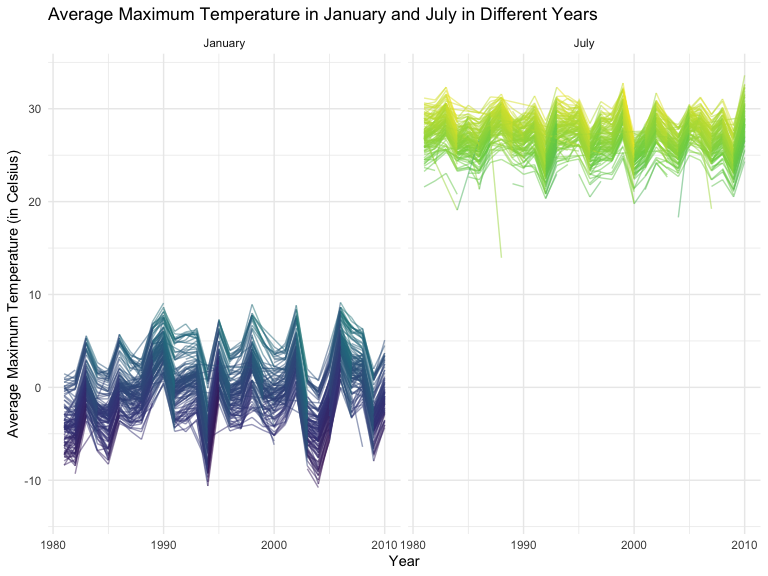 Average Maximum Temperature in January and July in Different Years
January July
Average Maximum Temperature (in Celsius)
30
20
10
0
-10
1980 1990 2000 2010 1980 1990 2000 2010
Year